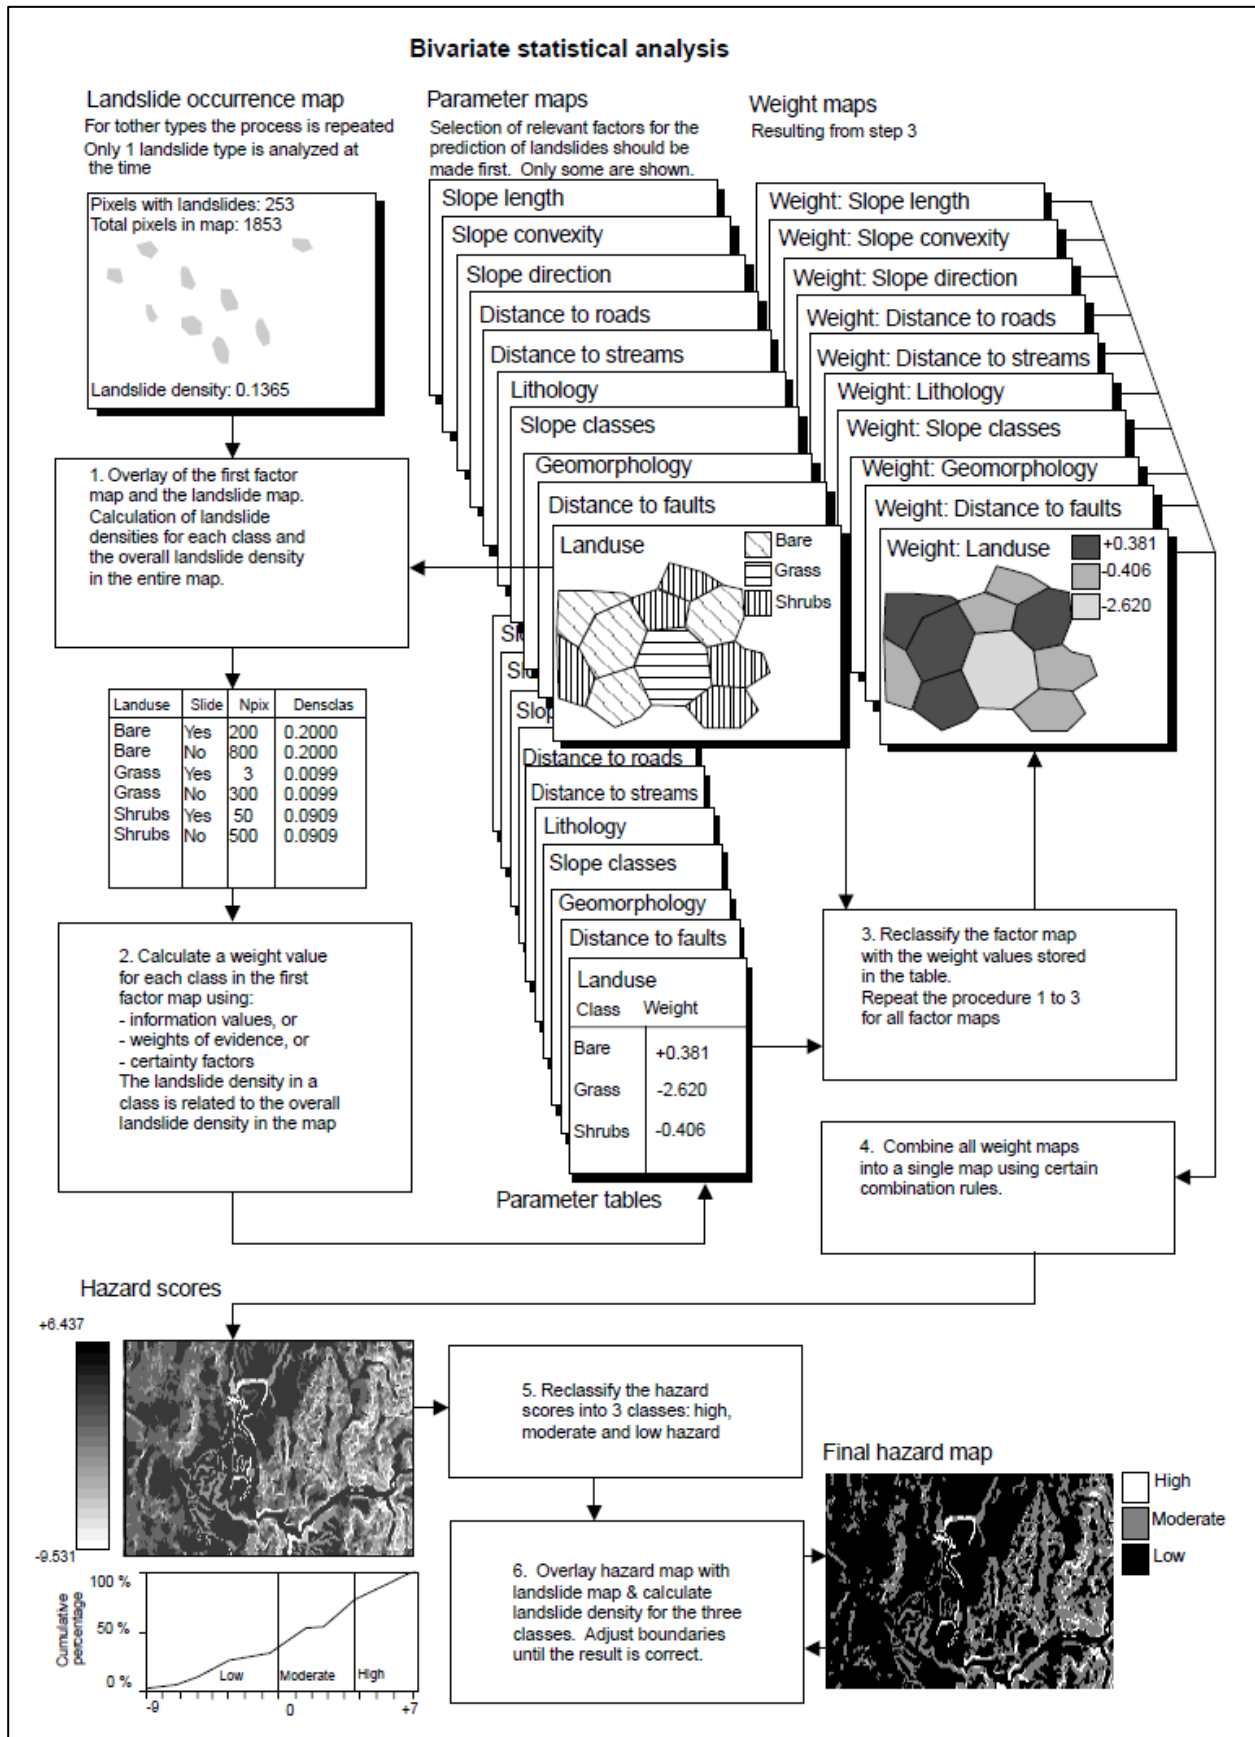 Bivariate statistical analysis
Landslide occurrence map
For tother types the process is repeated
Only 1 landslide type is analyzed at
the time
Pixels with landslides: 253
Total pixels in map: 1853
Landslide density: 0.1365
Parameter maps
Selection of relevant factors for the
prediction of landslides should be
made first. Only some are shown.
Slope length
Slope convexity
Slope direction
Distance to roads
Distance to streams
Lithology
Slope classes
Geomorphology
Distance to faults
Landuse
Bare
Grass
Shrubs
Weight maps
Resulting from step 3
Weight: Slope length
Weight: Slope convexity
Weight: Slope direction
Weight: Distance to roads
Weight: Distance to streams
Weight: Lithology
Weight: Slope classes
Weight: Geomorphology
Weight: Distance to faults
Weight: Landuse
+0.381
-0.406
-2.620
1. Overlay of the first factor
map and the landslide map.
Calculation of landslide
densities for each class and
the overall landslide density
in the entire map.
Landuse Slide Npix Densclas
Bare Yes 200 0.2000
Bare No 800 0.2000
Grass Yes 3 0.0099
Grass No 300 0.0099
Shrubs Yes 50 0.0909
Shrubs No 500 0.0909
2. Calculate a weight value
for each class in the first
factor map using:
- information values, or
- weights of evidence, or
- certainty factors
The landslide density in a
class is related to the overall
landslide density in the map
Distance to roads
Distance to streams
Lithology
Slope classes
Geomorphology
Distance to faults
Landuse
Class Weight
Bare +0.381
Grass -2.620
Shrubs -0.406
Parameter tables
3. Reclassify the factor map
with the weight values stored
in the table.
Repeat the procedure 1 to 3
for all factor maps
4. Combine all weight maps
into a single map using certain
combination rules.
Hazard scores
+6.437
-9.531
5. Reclassify the hazard
scores into 3 classes: high,
moderate and low hazard
6. Overlay hazard map with
landslide map & calculate
landslide density for the three
classes. Adjust boundaries
until the result is correct.
Final hazard map
High
Moderate
Low
Cumulative
percentage
100 %
50 %
0 %
Low Moderate High
-9 0 +7